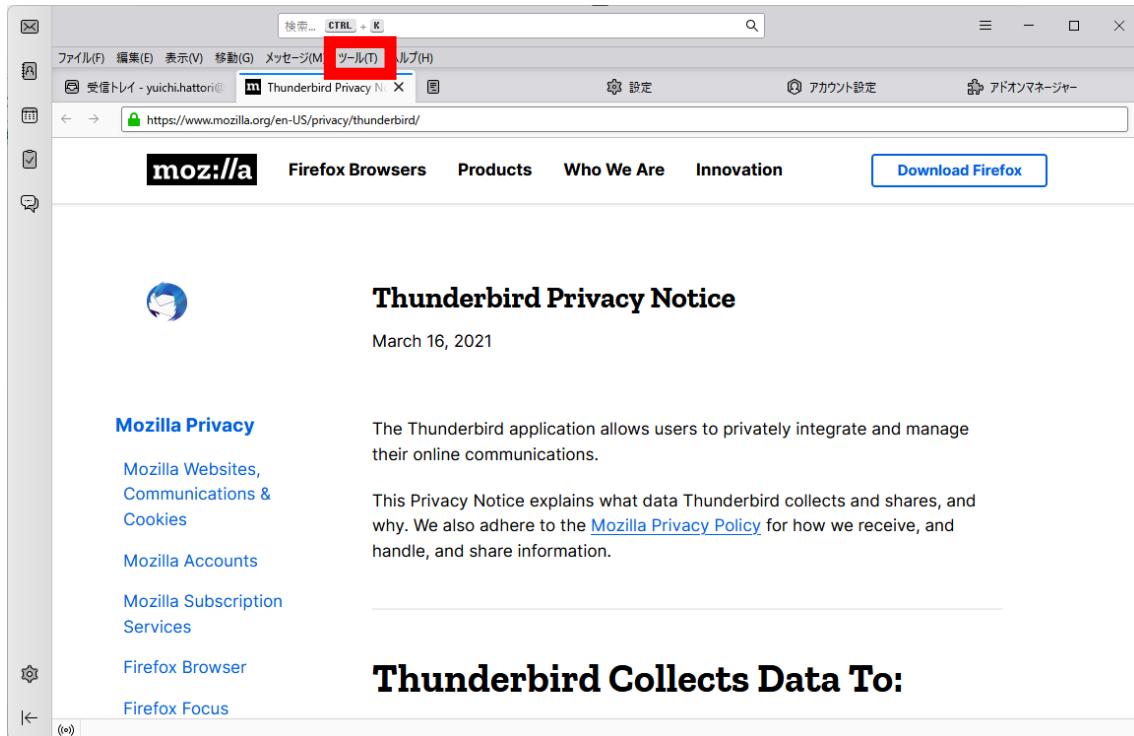 検索... CTRL + K
ファイル(F) 編集(E) 表示(V) 移動(G) メッセージ(M) ツール(T) ルプ(H)
受信トレイ - yuichi.hattori@ Thunderbird Privacy No 設定 アカウント設定 アドオンマネージャー
https://www.mozilla.org/en-US/privacy/thunderbird/
moz://a Firefox Browsers Products Who We Are Innovation Download Firefox
Thunderbird Privacy Notice
March 16, 2021
Mozilla Privacy
Mozilla Websites,
Communications &
Cookies
Mozilla Accounts
Mozilla Subscription
Services
Firefox Browser
Firefox Focus
The Thunderbird application allows users to privately integrate and manage
their online communications.
This Privacy Notice explains what data Thunderbird collects and shares, and
why. We also adhere to the Mozilla Privacy Policy for how we receive, and
handle, and share information.
Thunderbird Collects Data To: